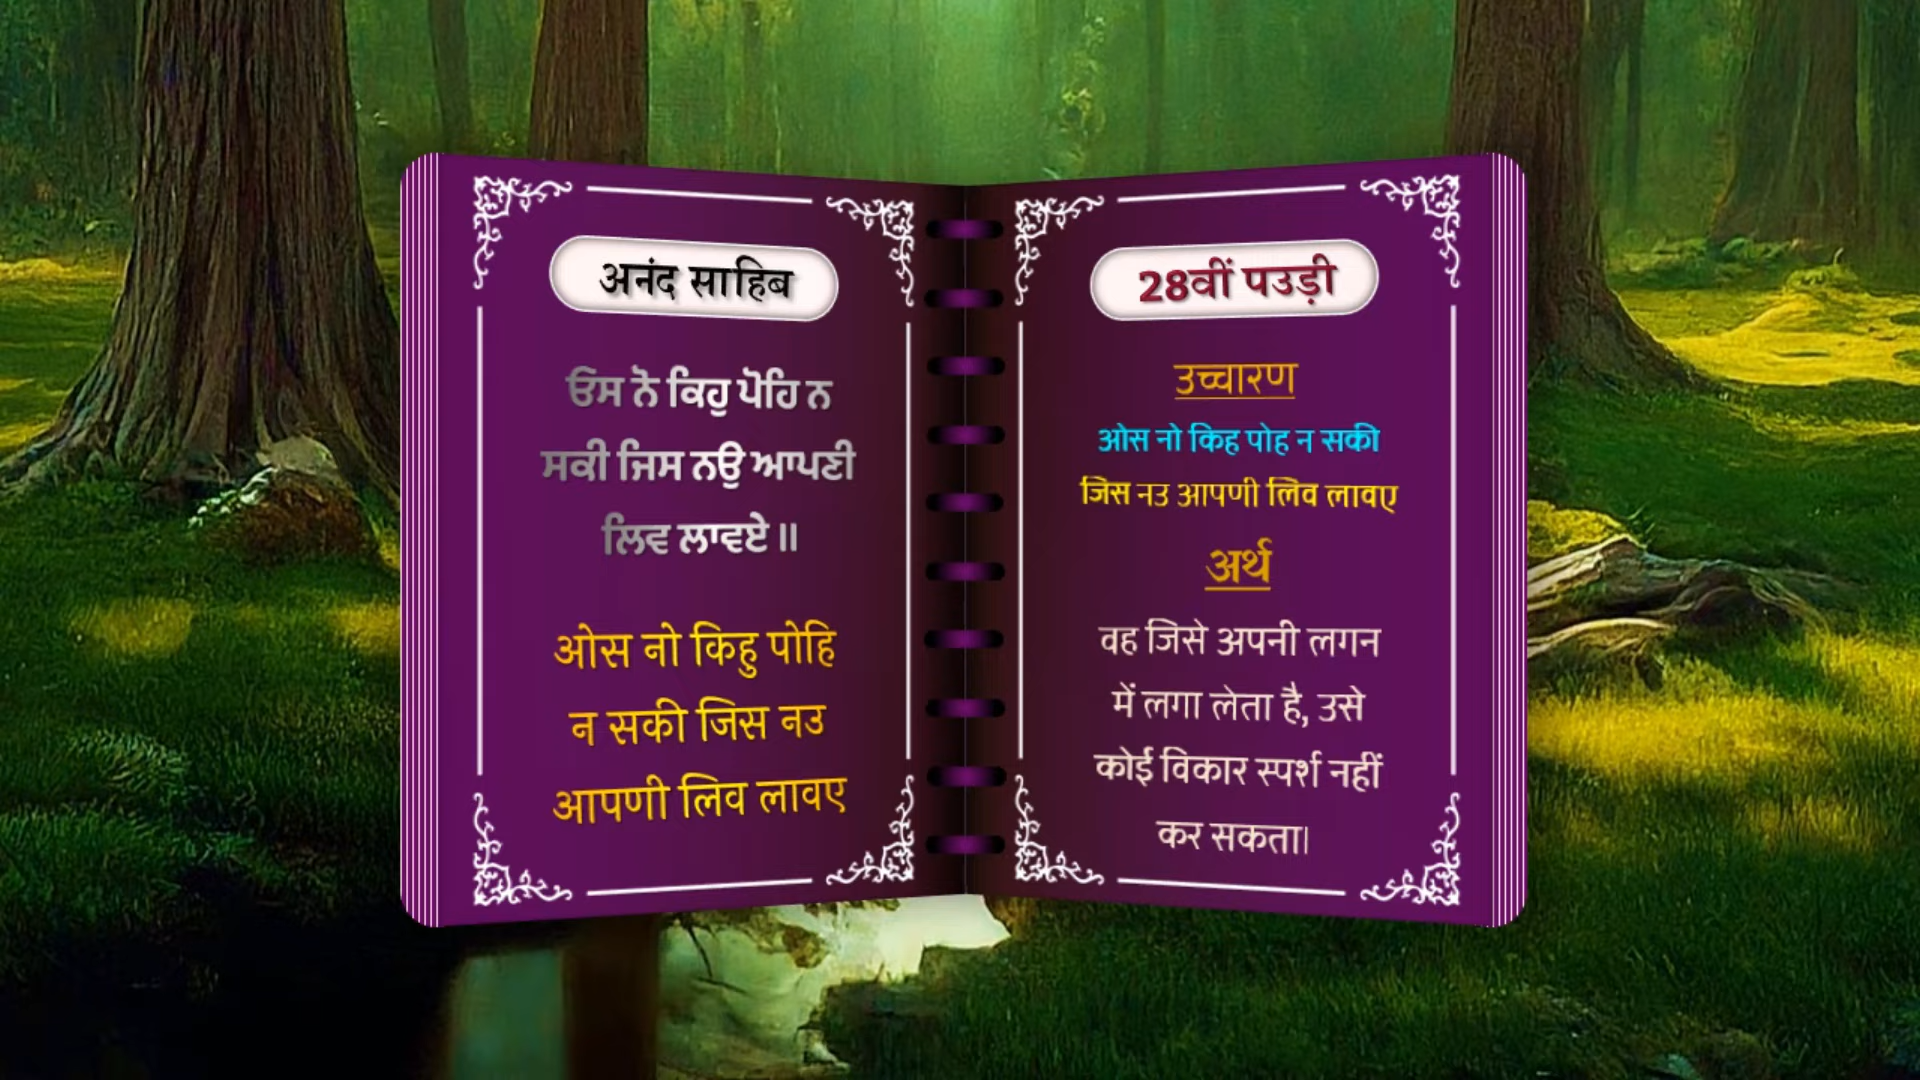 अनंद साहिब
ਓਸ ਨੋ ਕਿਹੁ ਪੋਹਿ ਨ
ਸਕੀ ਜਿਸ ਨਉ ਆਪਣੀ
ਲਿਵ ਲਾਵਏ ॥
ओस नो किहु पोहि
न सकी जिस नउ
आपणी लिव लावए
28वीं पउड़ी
उच्चारण
ओस नो किह पोह न सकी
जिस नउ आपणी लिव लावए
अर्थ
वह जिसे अपनी लगन
में लगा लेता है, उसे
कोई विकार स्पर्श नहीं
कर सकता।